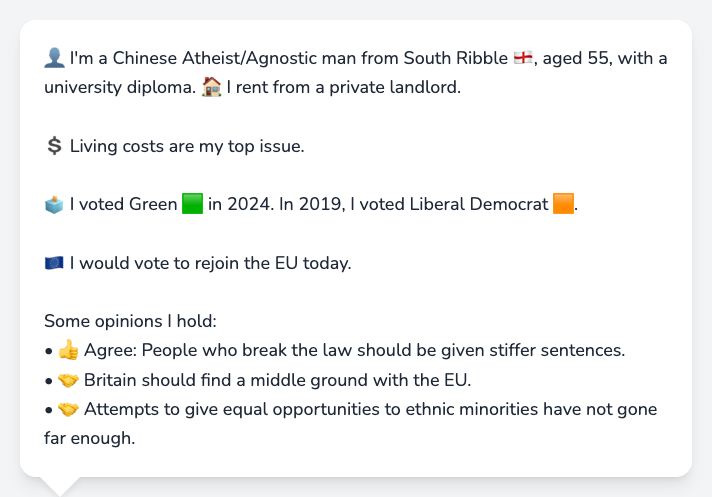 👤 I'm a Chinese Atheist/Agnostic man from South Ribble 🏴󠁧󠁢󠁥󠁮󠁧󠁿, aged 55, with a
university diploma. 🏠 I rent from a private landlord.
💲 Living costs are my top issue.
🗳️ I voted Green 🟩 in 2024. In 2019, I voted Liberal Democrat 🟧.
🇪🇺 I would vote to rejoin the EU today.
Some opinions I hold:
• 👍 Agree: People who break the law should be given stiffer sentences.
• 🤝 Britain should find a middle ground with the EU.
• 🤝 Attempts to give equal opportunities to ethnic minorities have not gone
far enough.